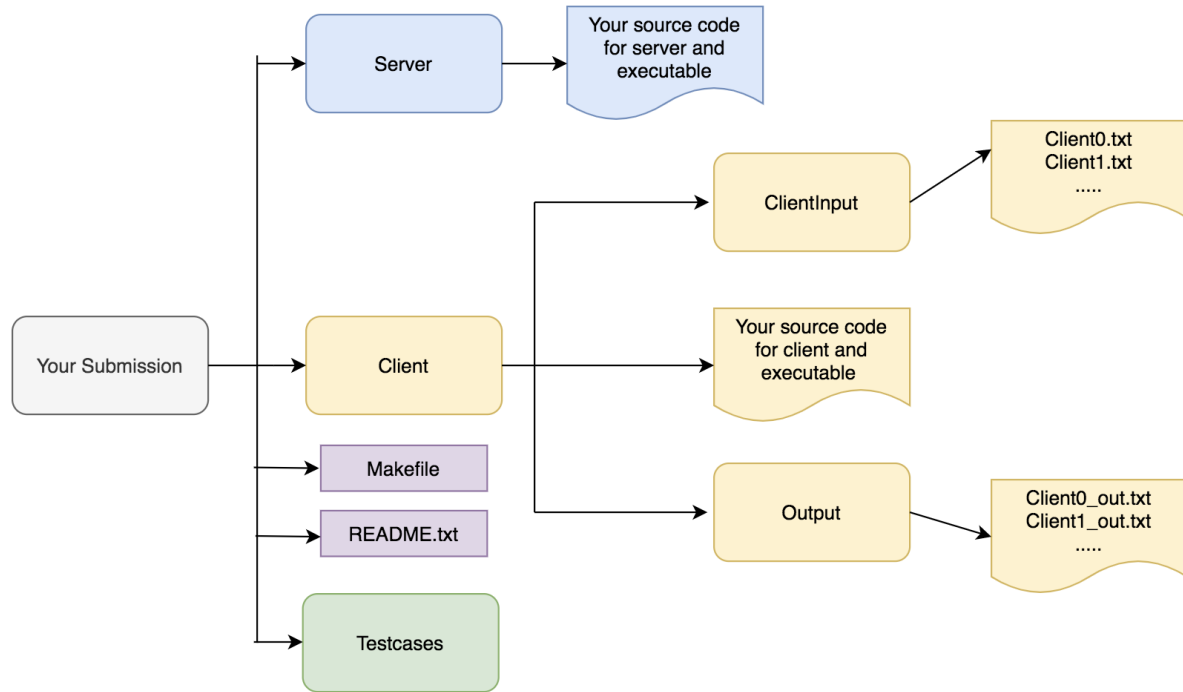 Your source code
for server and
executable
Server
Client0.txt
Client1.txt
.....
ClientInput
Your source code
for client and
executable
Your Submission
Client
Makefile
Client0_out.txt
Client1_out.txt
.....
Output
README.txt
Testcases